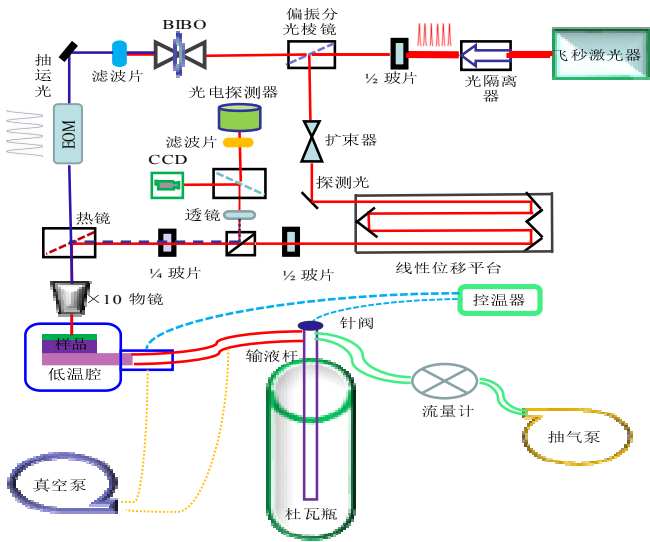 偏振分
光棱镜
BIBO
飞秒激光器
½ 玻片
光隔离
器
滤波片
抽
运
光
EOM
光电探测器
滤波片
CCD
扩束器
探测光
透镜
热镜
¼ 玻片
½ 玻片
线性位移平台
×10 物镜
控温器
针阀
样品
低温腔
输液杆
流量计
抽气泵
真空泵
杜瓦瓶